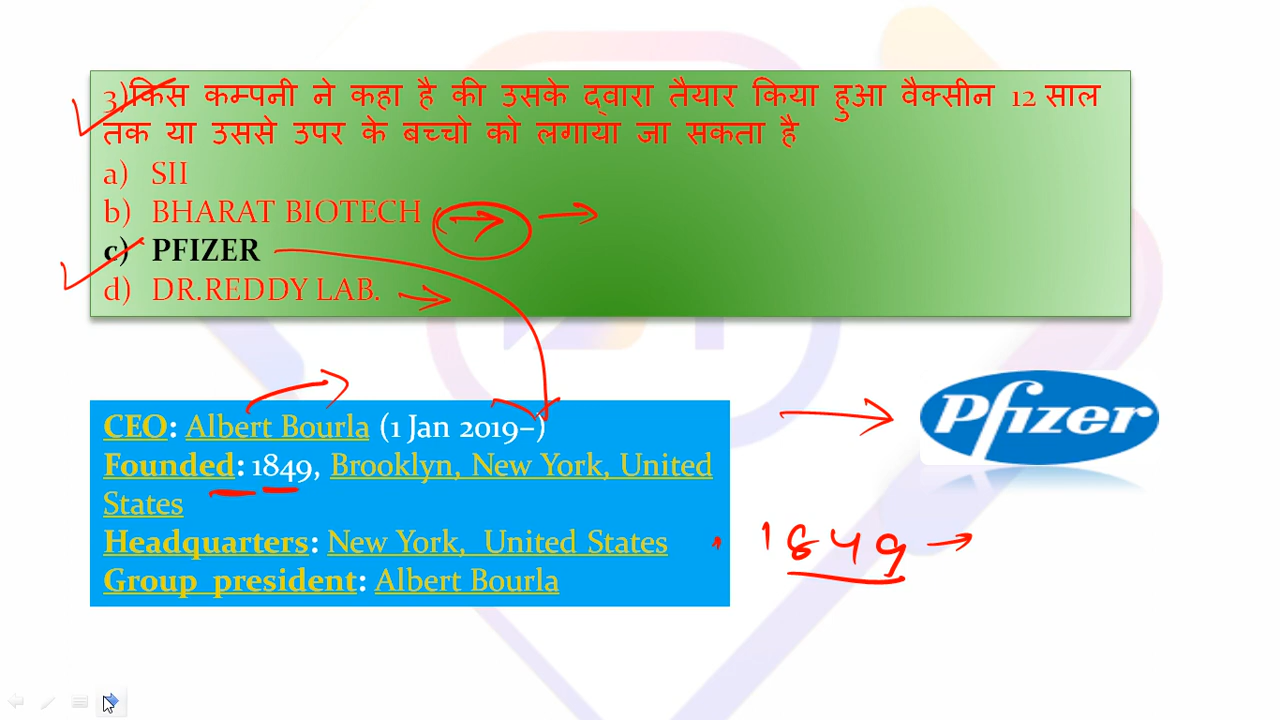 3)किस कम्पनी ने कहा है की उसके द्वारा तैयार किया हुआ वैक्सीन 12 साल
तक या उससे उपर के बच्चो को लगाया जा सकता है
a) SII
b) BHARAT BIOTECH
c) PFIZER
d) DR.REDDY LAB.
CEO: Albert Bourla (1 Jan 2019–)
Founded: 1849, Brooklyn, New York, United
States
Headquarters: New York, United States
Group president: Albert Bourla
Pfizer
1849